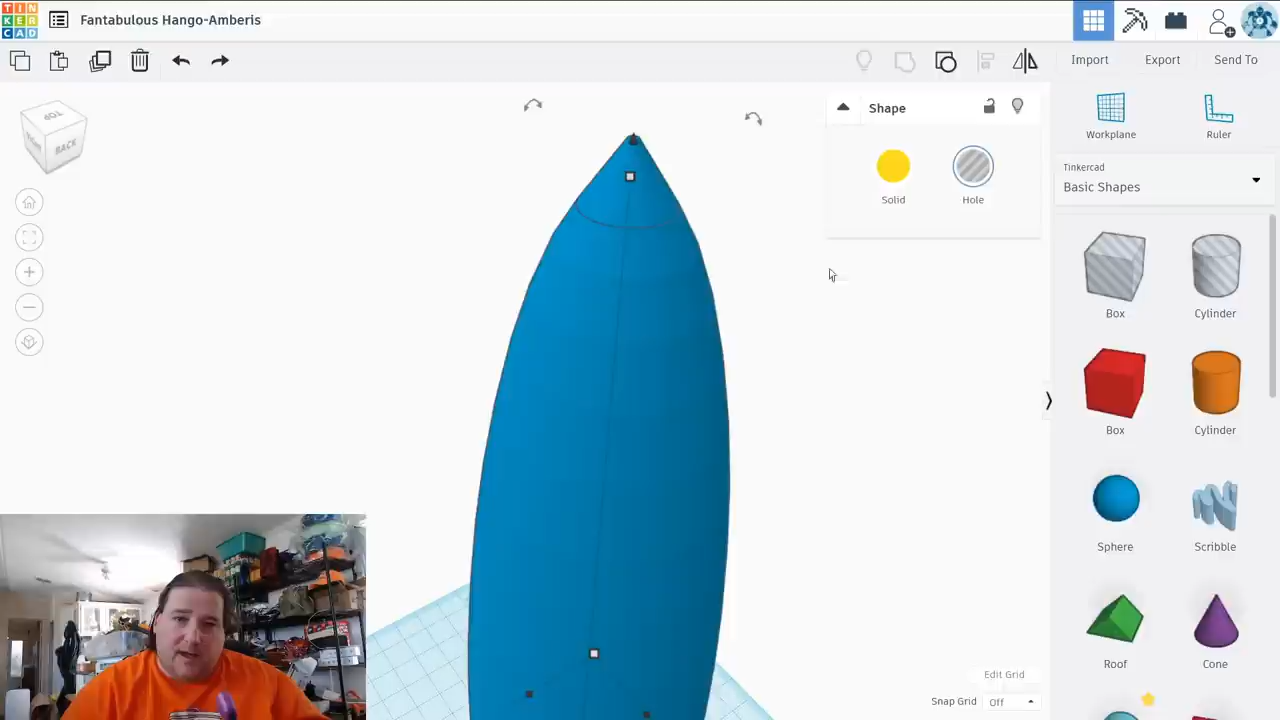 TIN
KER
CAD
Fantabulous Hango-Amberis
Import
Export
Send To
TOP
BACK
Shape
Solid
Hole
Workplane
Ruler
Tinkercad
Basic Shapes
Box
Cylinder
Box
Cylinder
Sphere
Scribble
Roof
Cone
Edit Grid
Snap Grid
Off